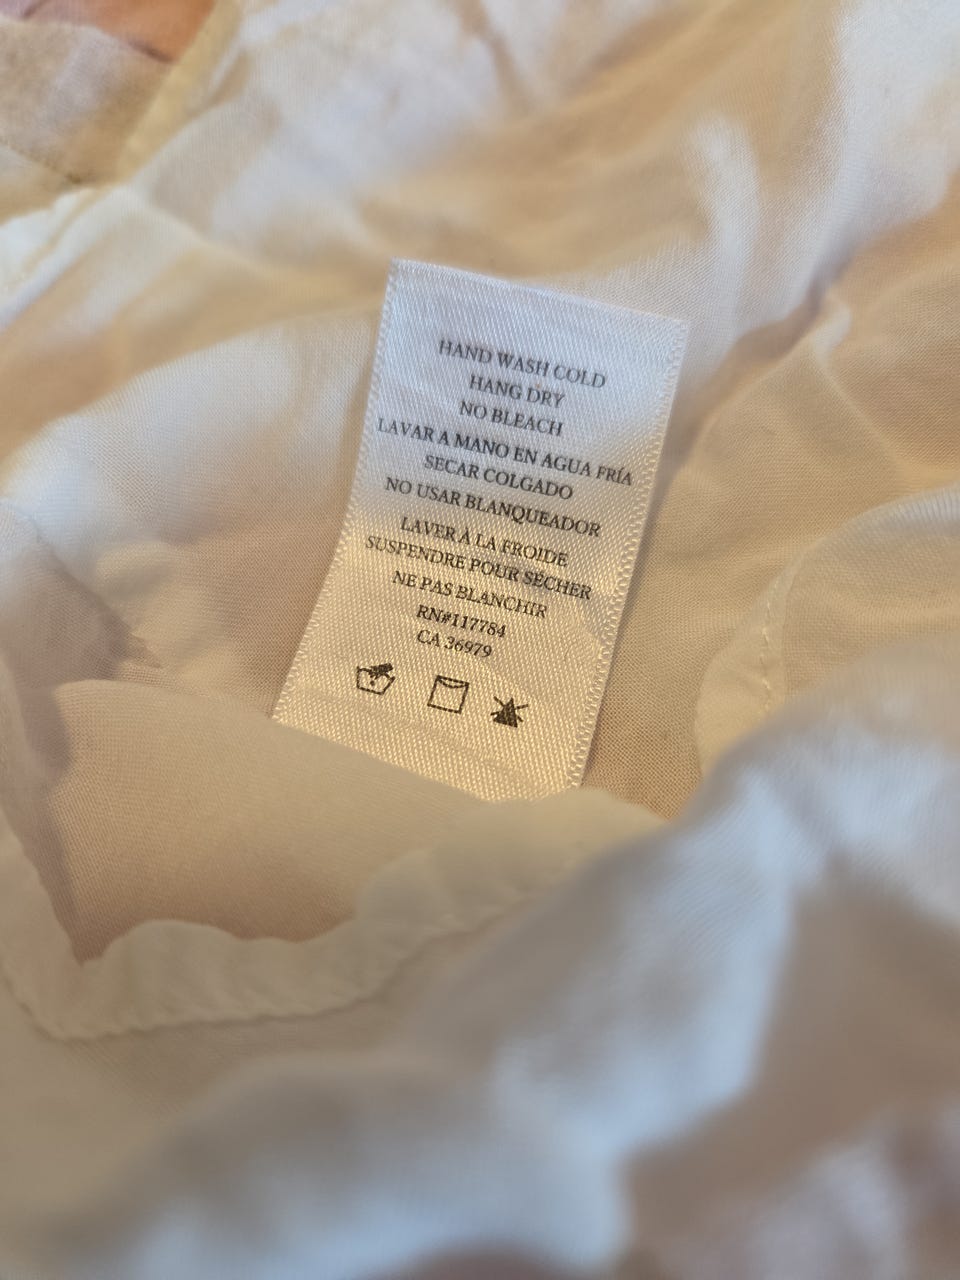 HAND WASH COLD
HANG DRY
NO BLEACH
LAVAR A MANO EN AGUA FRÍA
SECAR COLGADO
NO USAR BLANQUEADOR
LAVER À LA FROIDE
SUSPENDRE POUR SÉCHER
NE PAS BLANCHIR
RN#117784
CA 36979